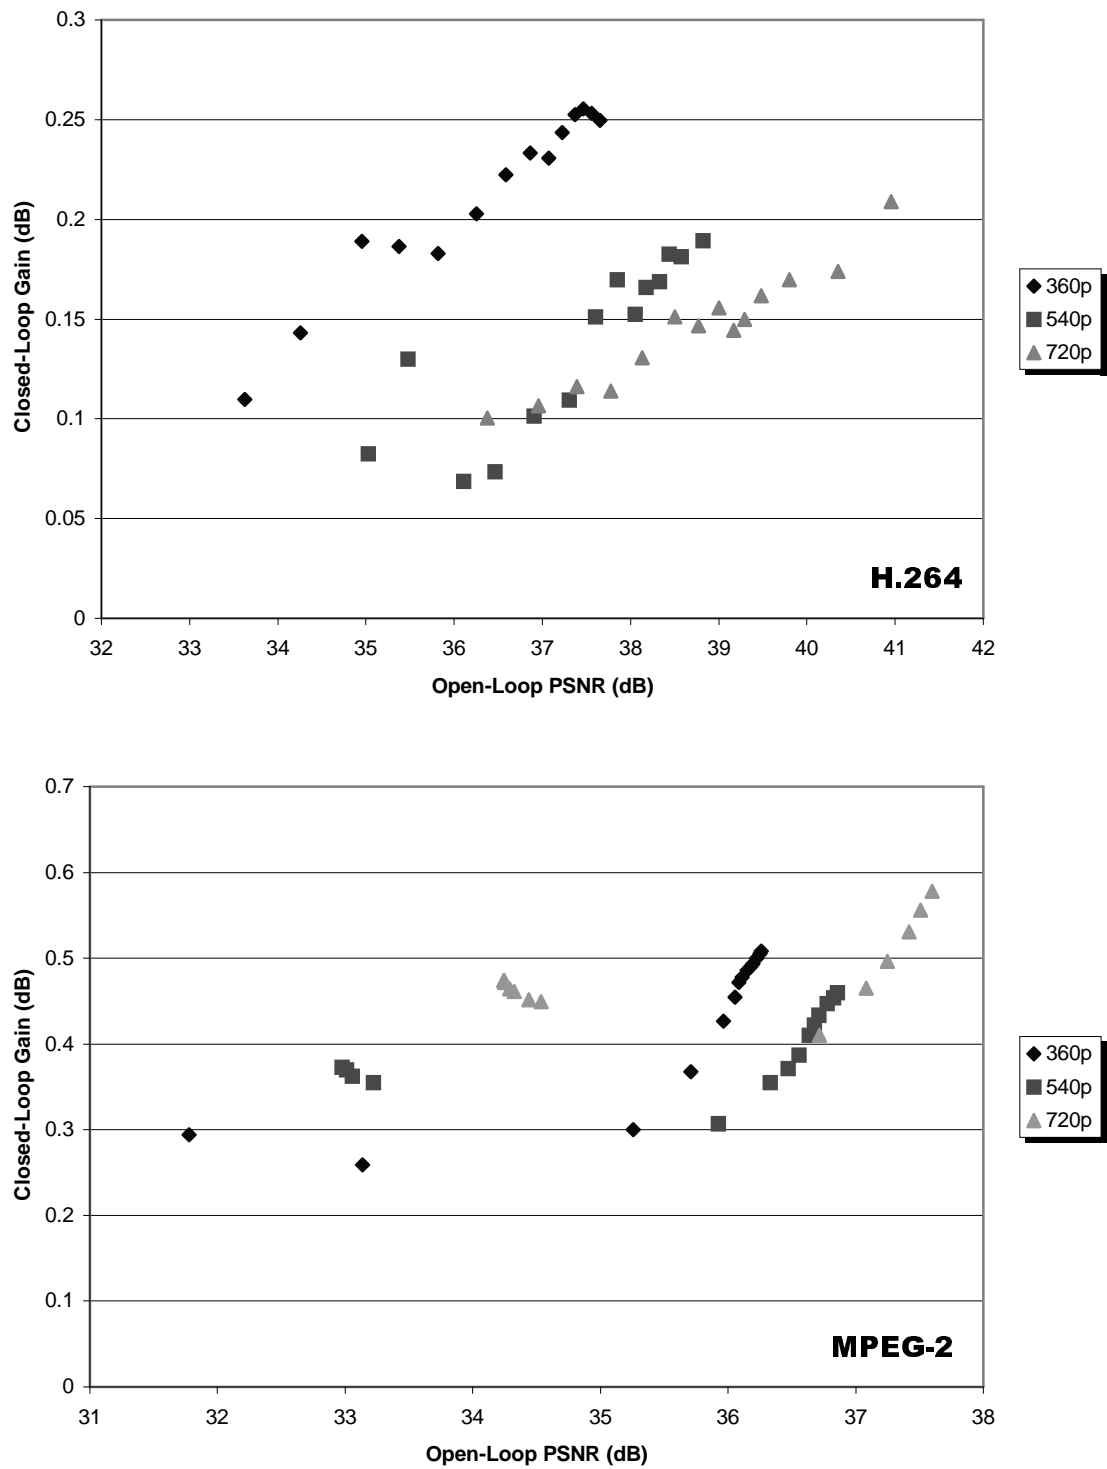 0.3
0.25
0.2
0.15
0.1
0.05
0
Closed-Loop Gain (dB)
32 33 34 35 36 37 38 39 40 41 42
Open-Loop PSNR (dB)
H.264
360p
540p
720p
0.7
0.6
0.5
0.4
0.3
0.2
0.1
0
Closed-Loop Gain (dB)
31 32 33 34 35 36 37 38
Open-Loop PSNR (dB)
MPEG-2
360p
540p
720p